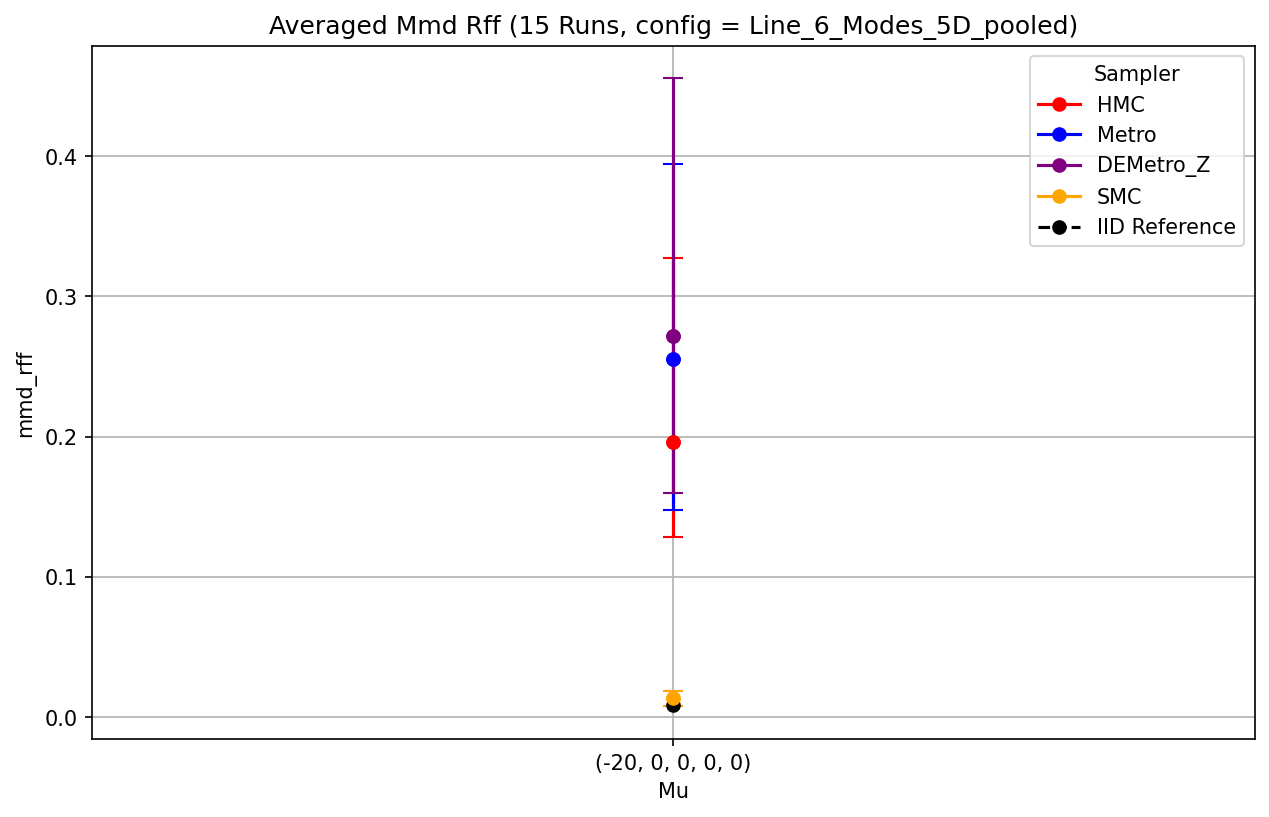 Averaged Mmd Rff (15 Runs, config = Line_6_Modes_5D_pooled)
Sampler
HMC
Metro
DEMetro_Z
SMC
IID Reference
mmd_rff
0.4
0.3
0.2
0.1
0.0
(-20, 0, 0, 0, 0)
Mu